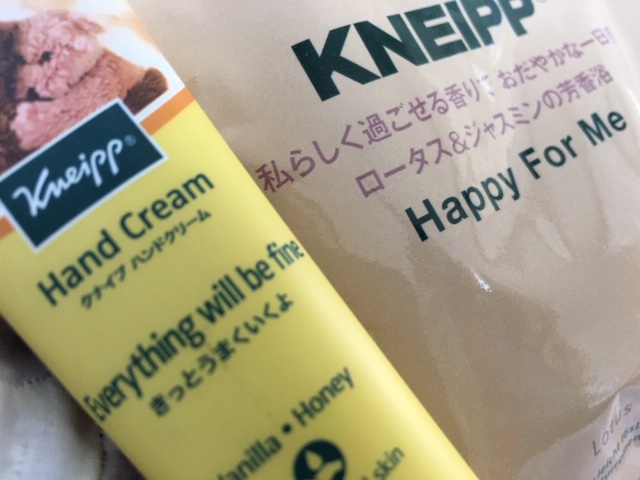 Kneipp®
Hand Cream
クナイプ ハンドクリーム
Everything will be fine
きっとうまくいくよ
Vanilla • Honey
skin
KNEIPP®
私らしく過ごせる香りで おだやかな一日
ロータス&ジャスミンの芳香浴
Happy For Me
Lotus